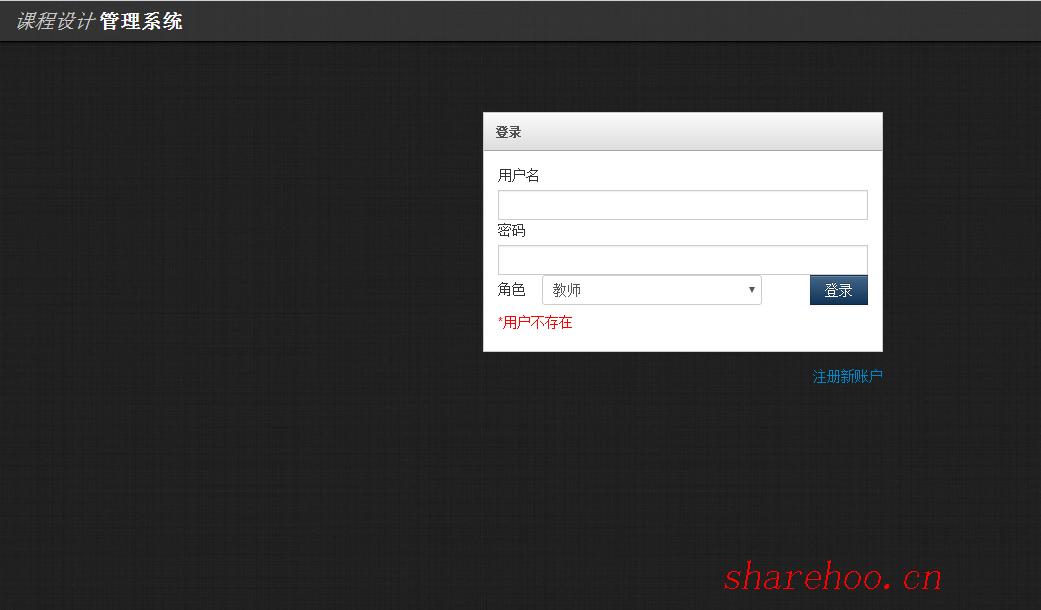 课程设计 管理系统
登录
用户名
密码
角色 教师 登录
*用户不存在
注册新账户
sharehoo.cn